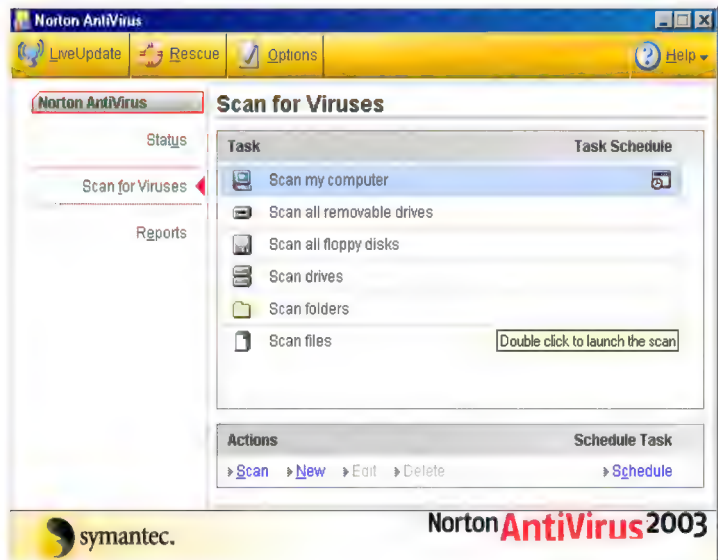 Norton AntiVirus
LiveUpdate Rescue Options Help
Norton AntiVirus
Status
Scan for Viruses
Reports
Scan for Viruses
Task Task Schedule
Scan my computer
Scan all removable drives
Scan all floppy disks
Scan drives
Scan folders
Scan files
Double click to launch the scan
Actions Schedule Task
Scan New Edit Delete Schedule
symantec.
Norton AntiVirus 2003